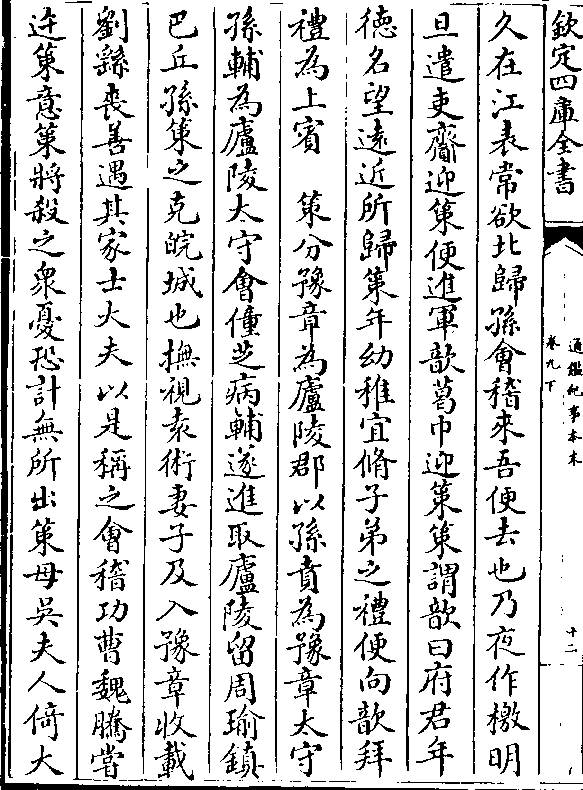 欽定四庫全書
通鑑紀事本末
卷九下
十二
久在江表常欲北歸孫會稽來吾便去也乃夜作檄明
旦遣吏齎迎策便進軍歆葛巾迎策策謂歆曰府君年
徳名望遠近所歸策年幼稚宜脩子弟之禮便向歆拜
禮為上賓　策分豫章為廬陵郡以孫賁為豫章太守
孫輔為廬陵太守會僮芝病輔遂進取廬陵留周瑜鎮
巴丘孫策之克皖城也撫視袁術妻子及入豫章收載
劉繇喪善遇其家士大夫以是稱之會稽功曹魏騰嘗
迕策意策將殺之衆憂恐計無所出策母吳夫人倚大